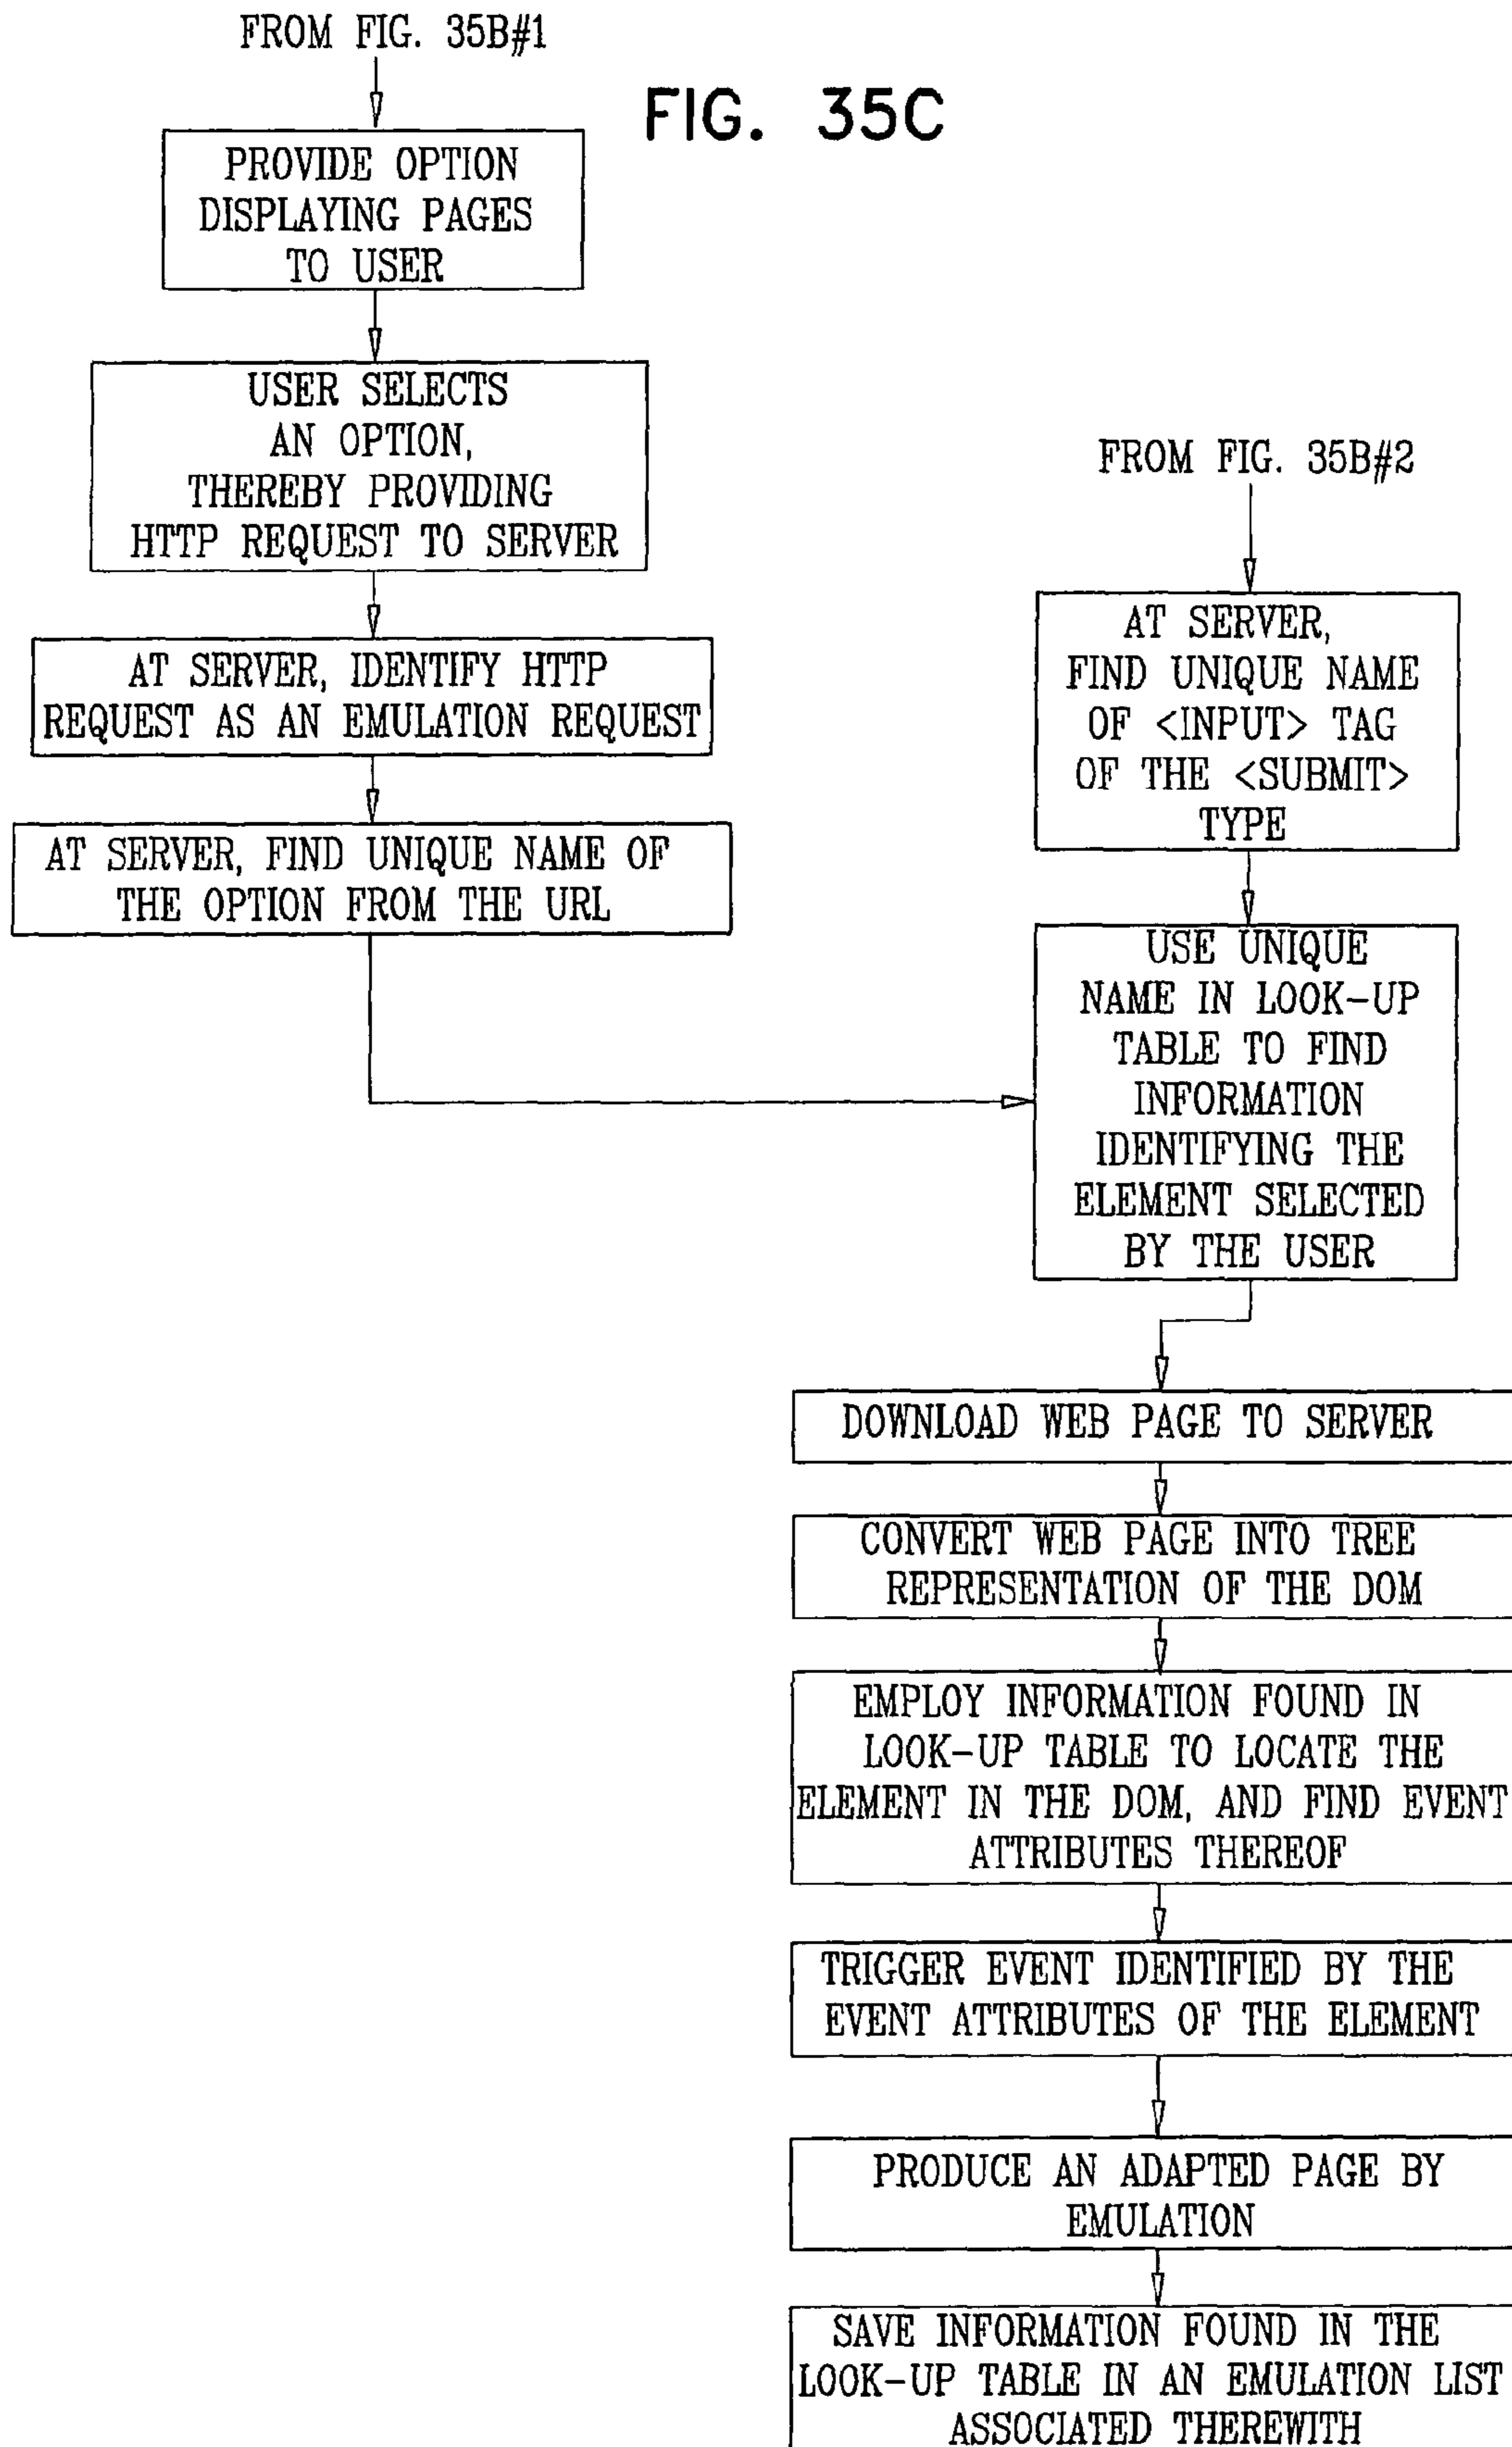 FROM FIG. 35B#1
FIG. 35C
PROVIDE OPTION
DISPLAYING PAGES
TO USER
USER SELECTS
AN OPTION,
THEREBY PROVIDING
HTTP REQUEST TO SERVER
AT SERVER, IDENTIFY HTTP
REQUEST AS AN EMULATION REQUEST
AT SERVER, FIND UNIQUE NAME OF
THE OPTION FROM THE URL
FROM FIG. 35B#2
AT SERVER,
FIND UNIQUE NAME
OF <INPUT> TAG
OF THE <SUBMIT>
TYPE
USE UNIQUE
NAME IN LOOK-UP
TABLE TO FIND
INFORMATION
IDENTIFYING THE
ELEMENT SELECTED
BY THE USER
DOWNLOAD WEB PAGE TO SERVER
CONVERT WEB PAGE INTO TREE
REPRESENTATION OF THE DOM
EMPLOY INFORMATION FOUND IN
LOOK-UP TABLE TO LOCATE THE
ELEMENT IN THE DOM, AND FIND EVENT
ATTRIBUTES THEREOF
TRIGGER EVENT IDENTIFIED BY THE
EVENT ATTRIBUTES OF THE ELEMENT
PRODUCE AN ADAPTED PAGE BY
EMULATION
SAVE INFORMATION FOUND IN THE
LOOK-UP TABLE IN AN EMULATION LIST
ASSOCIATED THEREWITH